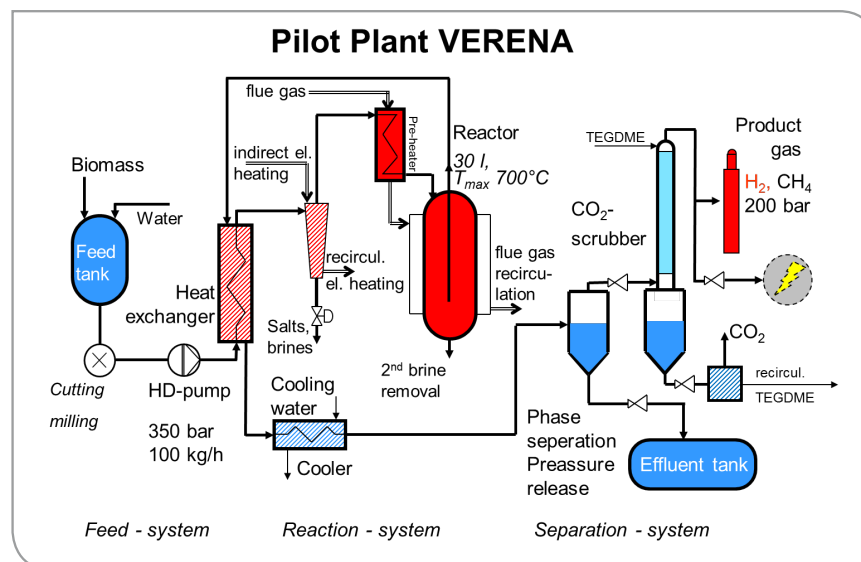 Pilot Plant VERENA
flue gas
Pre-heater
Reactor
30 l,
Tmax 700°C
TEGDME
Product
gas
H2, CH4
200 bar
indirect el.
heating
Biomass
Water
Feed
tank
CO2-
scrubber
Heat
exchanger
recircul.
el. heating
flue gas
recircu-
lation
Salts,
brines
2nd brine
removal
CO2
recircul.
TEGDME
Cutting
milling
HD-pump
350 bar
100 kg/h
Cooling
water
Cooler
Phase
seperation
Preassure
release
Effluent tank
Feed - system
Reaction - system
Separation - system